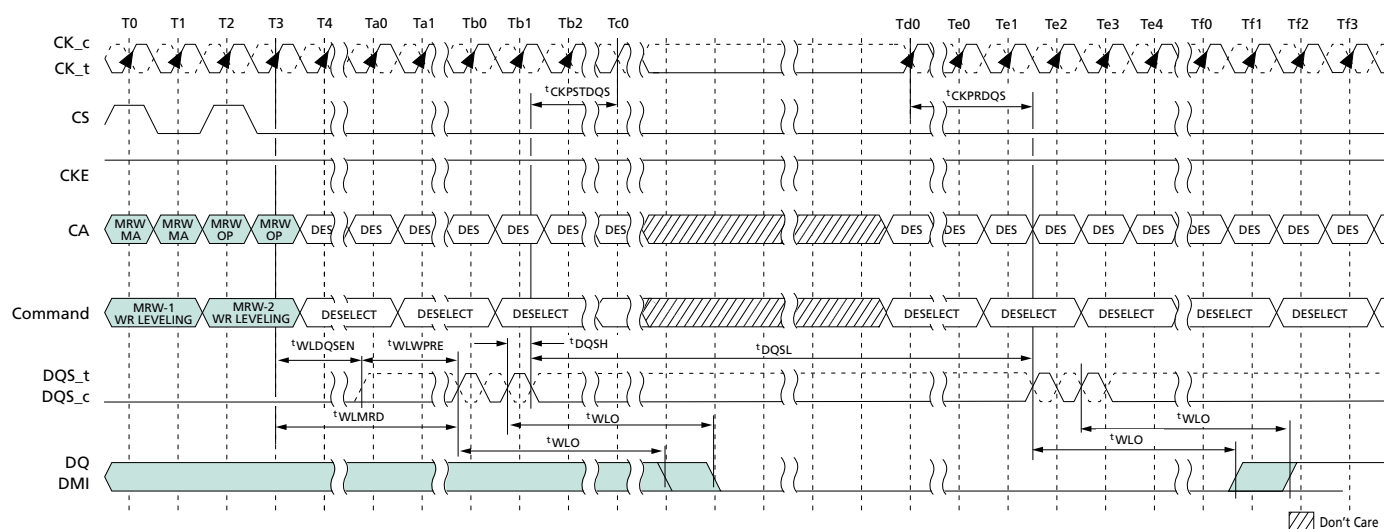 T0 T1 T2 T3 T4 Ta0 Ta1 Tb0 Tb1 Tb2 Tc0 Td0 Te0 Te1 Te2 Te3 Te4 Tf0 Tf1 Tf2 Tf3
CK_c
CK_t
tCKPSTDQS tCKPRDQS
CS
CKE
CA
MRW MA MRW MA MRW OP MRW OP DES DES DES DES DES DES DES DES DES DES DES DES DES DES DES DES DES DES
Command
MRW-1 WR LEVELING MRW-2 WR LEVELING DESELECT DESELECT DESELECT DESELECT DESELECT DESELECT DESELECT DESELECT
tWLDQSEN tWLWPRE tDQSH tDQSL
DQS_t
DQS_c
tWLMRD tWLO tWLO tWLO tWLO
DQ
DMI
Don't Care